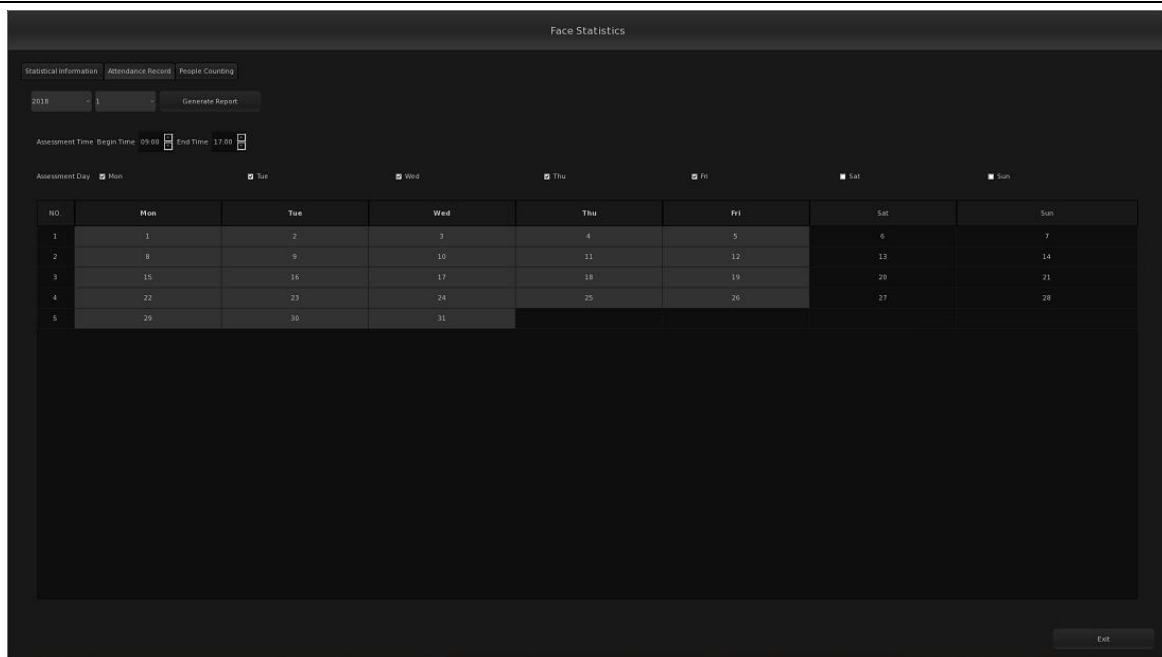 Face Statistics
Statistical Information Attendance Record People Counting
2018 1 Generate Report
Assessment Time Begin Time 09:00 End Time 17:00
Assessment Day Mon Tue Wed Thu Fri Sat Sun
NO. Mon Tue Wed Thu Fri Sat Sun
1 1 2 3 4 5 6 7
2 8 9 10 11 12 13 14
3 15 16 17 18 19 20 21
4 22 23 24 25 26 27 28
5 29 30 31
Exit